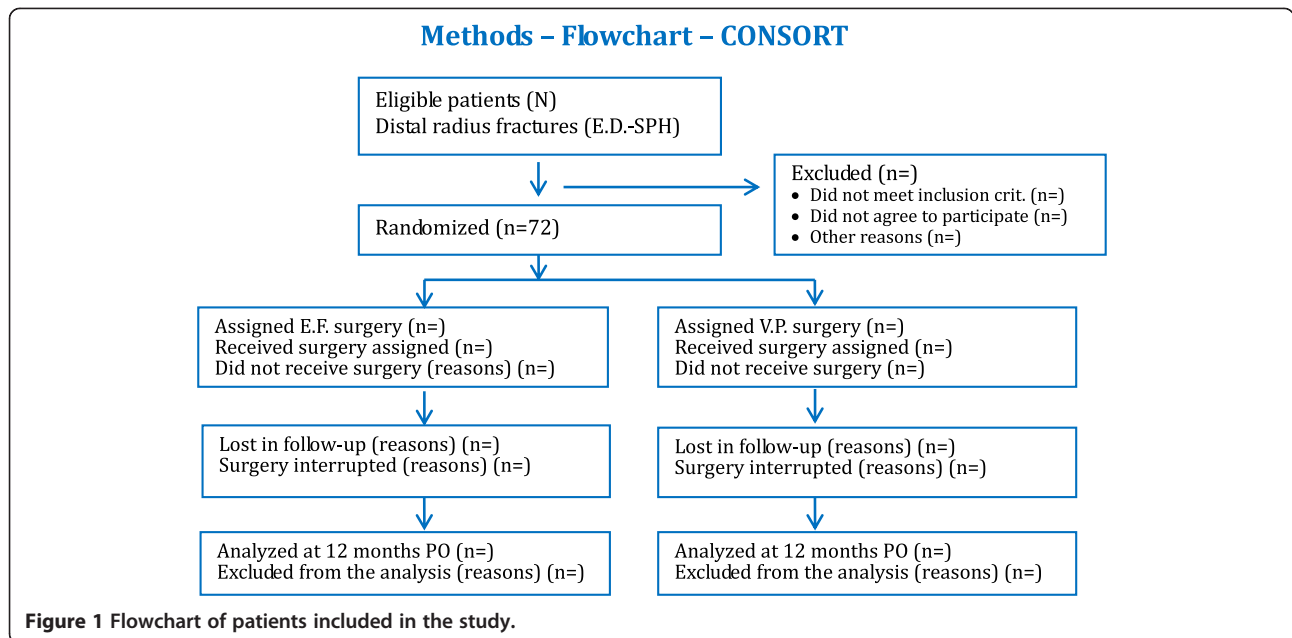 Methods – Flowchart – CONSORT
Eligible patients (N)
Distal radius fractures (E.D.-SPH)
Excluded (n=)
• Did not meet inclusion crit. (n=)
• Did not agree to participate (n=)
• Other reasons (n=)
Randomized (n=72)
Assigned E.F. surgery (n=)
Received surgery assigned (n=)
Did not receive surgery (reasons) (n=)
Assigned V.P. surgery (n=)
Received surgery assigned (n=)
Did not receive surgery (n=)
Lost in follow-up (reasons) (n=)
Surgery interrupted (reasons) (n=)
Lost in follow-up (reasons) (n=)
Surgery interrupted (reasons) (n=)
Analyzed at 12 months PO (n=)
Excluded from the analysis (reasons) (n=)
Analyzed at 12 months PO (n=)
Excluded from the analysis (reasons) (n=)
Figure 1 Flowchart of patients included in the study.